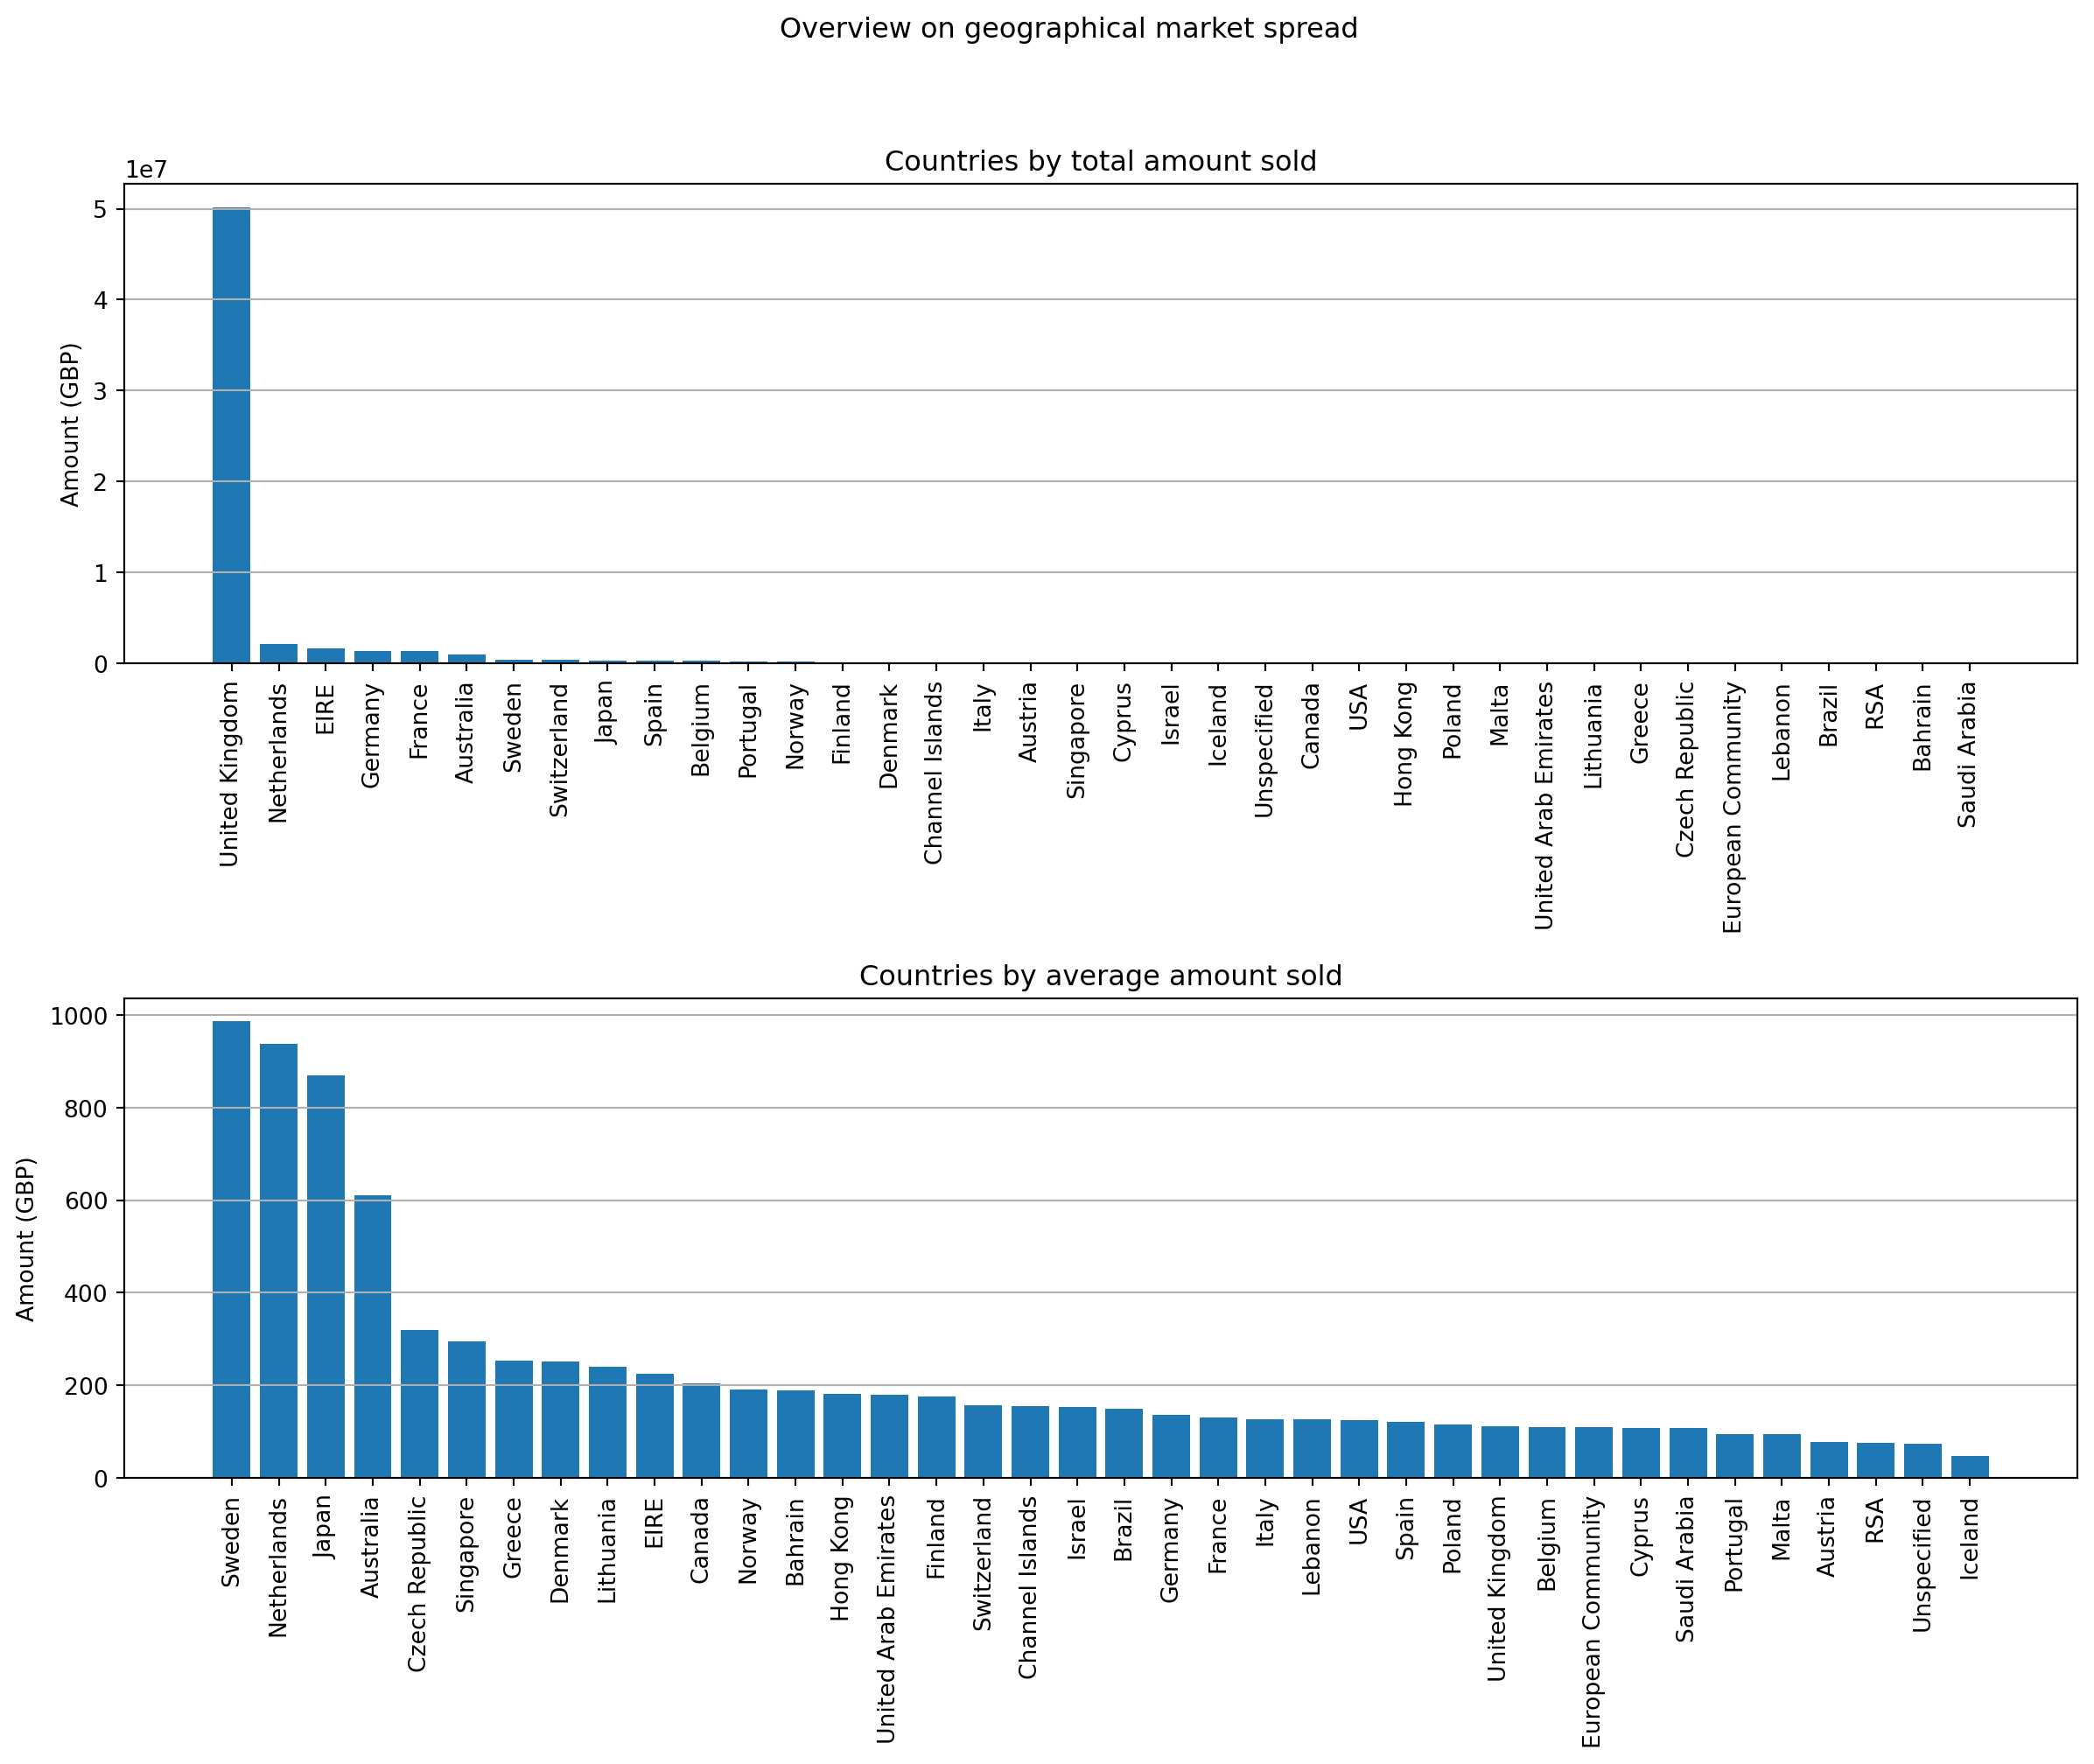 Overview on geographical market spread
Countries by total amount sold
1e7
5
4
3
2
1
0
Amount (GBP)
United Kingdom
Netherlands
EIRE
Germany
France
Australia
Sweden
Switzerland
Japan
Spain
Belgium
Portugal
Norway
Finland
Denmark
Channel Islands
Italy
Austria
Singapore
Cyprus
Israel
Iceland
Unspecified
Canada
USA
Hong Kong
Poland
Malta
United Arab Emirates
Lithuania
Greece
Czech Republic
European Community
Lebanon
Brazil
RSA
Bahrain
Saudi Arabia
Countries by average amount sold
1000
800
600
400
200
0
Amount (GBP)
Sweden
Netherlands
Japan
Australia
Czech Republic
Singapore
Greece
Denmark
Lithuania
EIRE
Canada
Norway
Bahrain
Hong Kong
United Arab Emirates
Finland
Switzerland
Channel Islands
Israel
Brazil
Germany
France
Italy
Lebanon
USA
Spain
Poland
United Kingdom
Belgium
European Community
Cyprus
Saudi Arabia
Portugal
Malta
Austria
RSA
Unspecified
Iceland